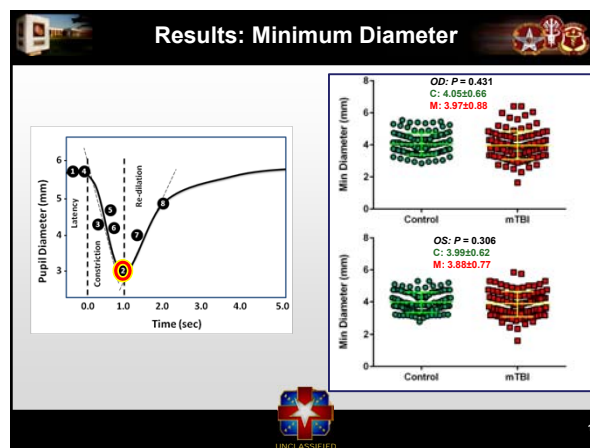 Results: Minimum Diameter
Pupil Diameter (mm)
6
5
4
3
Latency
Constriction
Re-dilation
1
4
3
5
6
2
7
8
0.0 1.0 2.0 3.0 4.0 5.0
Time (sec)
OD: P = 0.431
C: 4.05±0.66
M: 3.97±0.88
Min Diameter (mm)
8
6
4
2
0
Control mTBI
OS: P = 0.306
C: 3.99±0.62
M: 3.88±0.77
Min Diameter (mm)
8
6
4
2
0
Control mTBI
UNCLASSIFIED